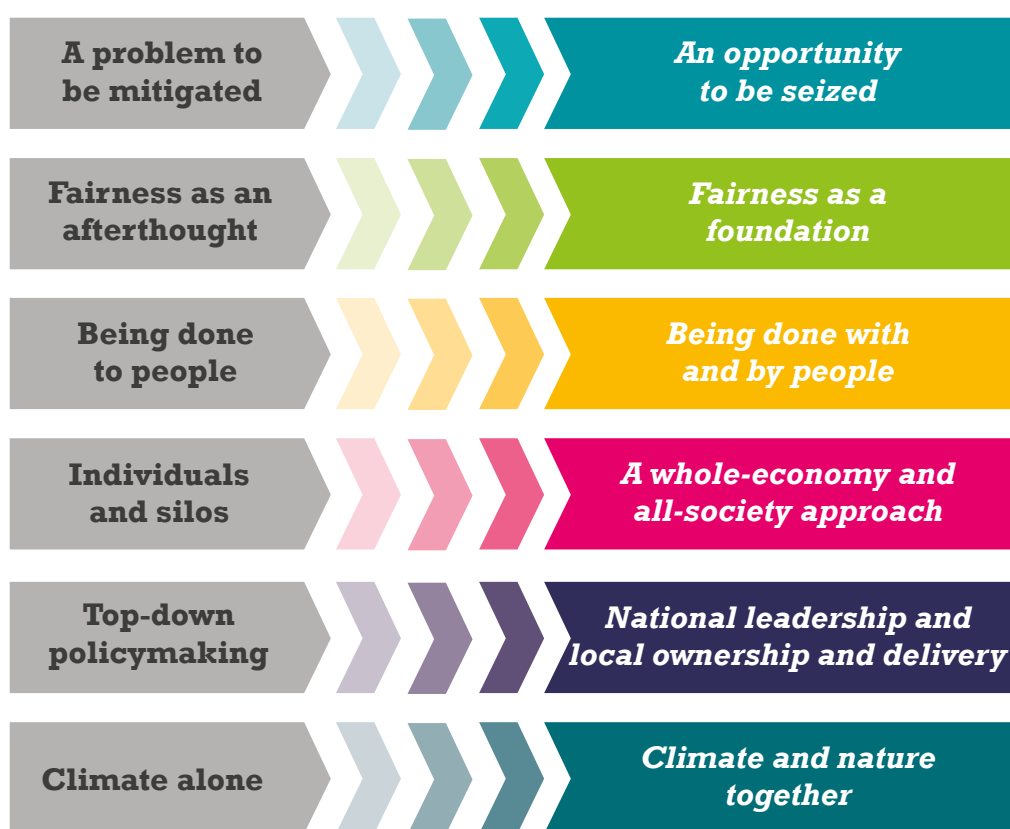 A problem to
be mitigated
An opportunity
to be seized
Fairness as an
afterthought
Fairness as a
foundation
Being done
to people
Being done with
and by people
Individuals
and silos
A whole-economy and
all-society approach
Top-down
policymaking
National leadership and
local ownership and delivery
Climate alone
Climate and nature
together